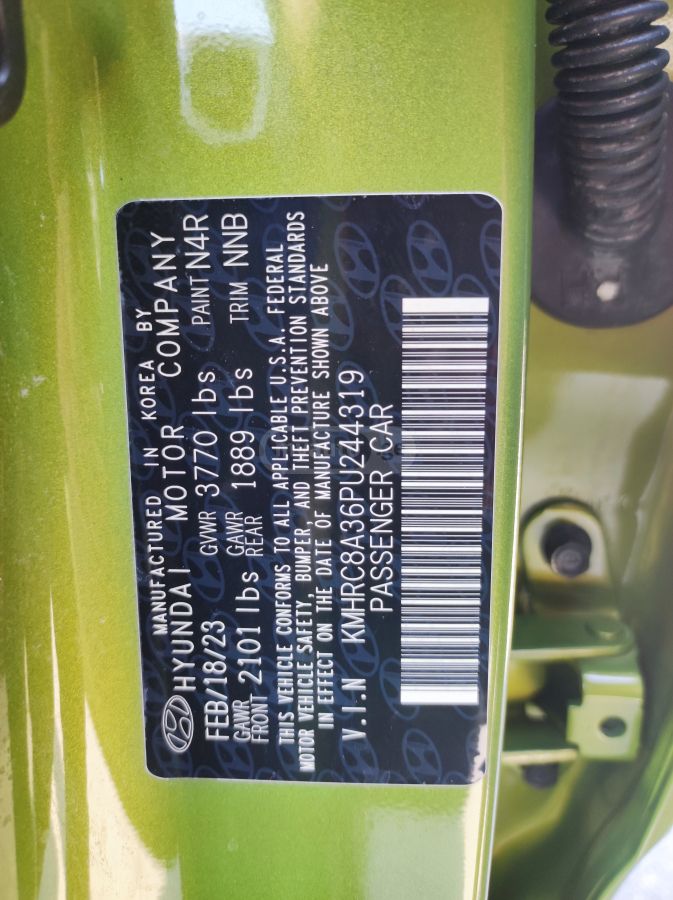 MANUFACTURED IN KOREA BY
HYUNDAI MOTOR COMPANY
FEB/18/23 GVWR 3770 lbs PAINT N4R
GAWR FRONT 2101 lbs GAWR REAR 1889 lbs TRIM NNB
THIS VEHICLE CONFORMS TO ALL APPLICABLE U.S.A. FEDERAL
MOTOR VEHICLE SAFETY, BUMPER, AND THEFT PREVENTION STANDARDS
IN EFFECT ON THE DATE OF MANUFACTURE SHOWN ABOVE
V.I.N KMHRC8A36PU244319
PASSENGER CAR